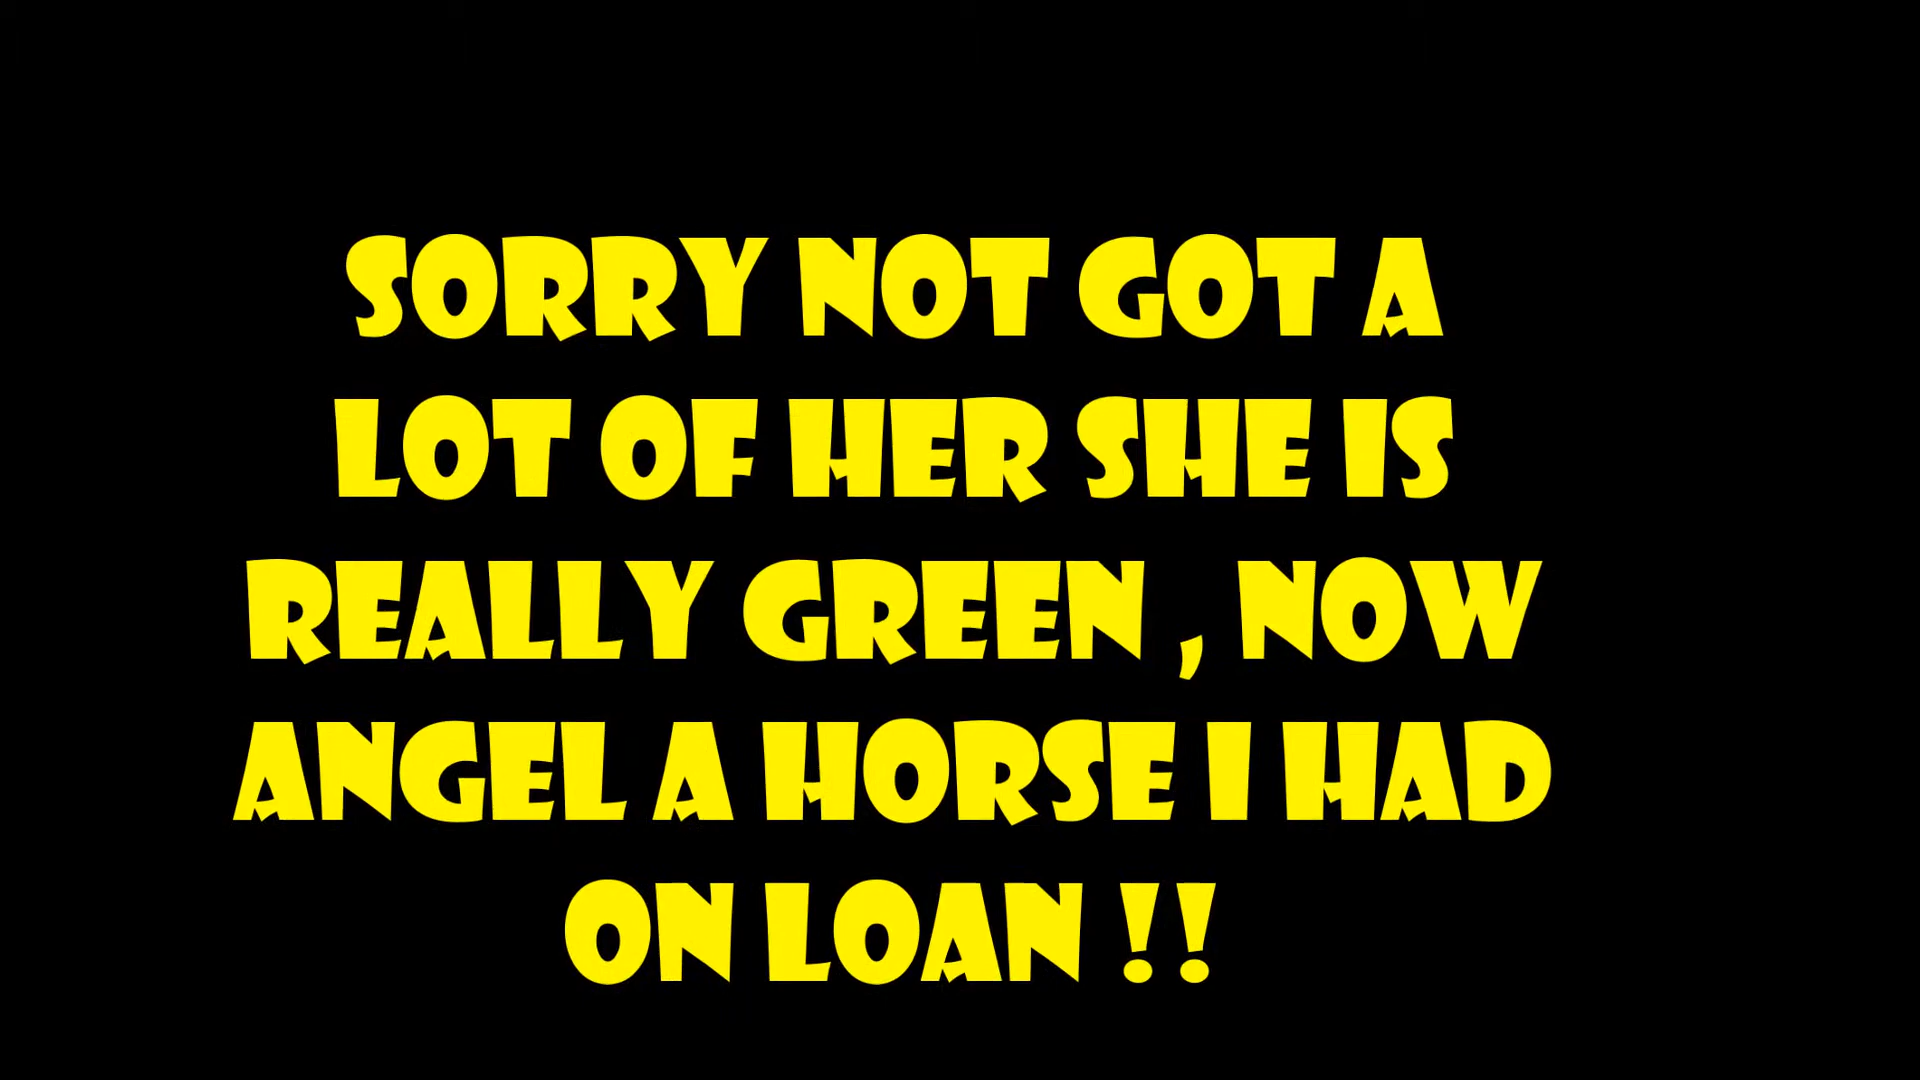 SORRY NOT GOT A
LOT OF HER SHE IS
REALLY GREEN , NOW
ANGEL A HORSE I HAD
ON LOAN !!